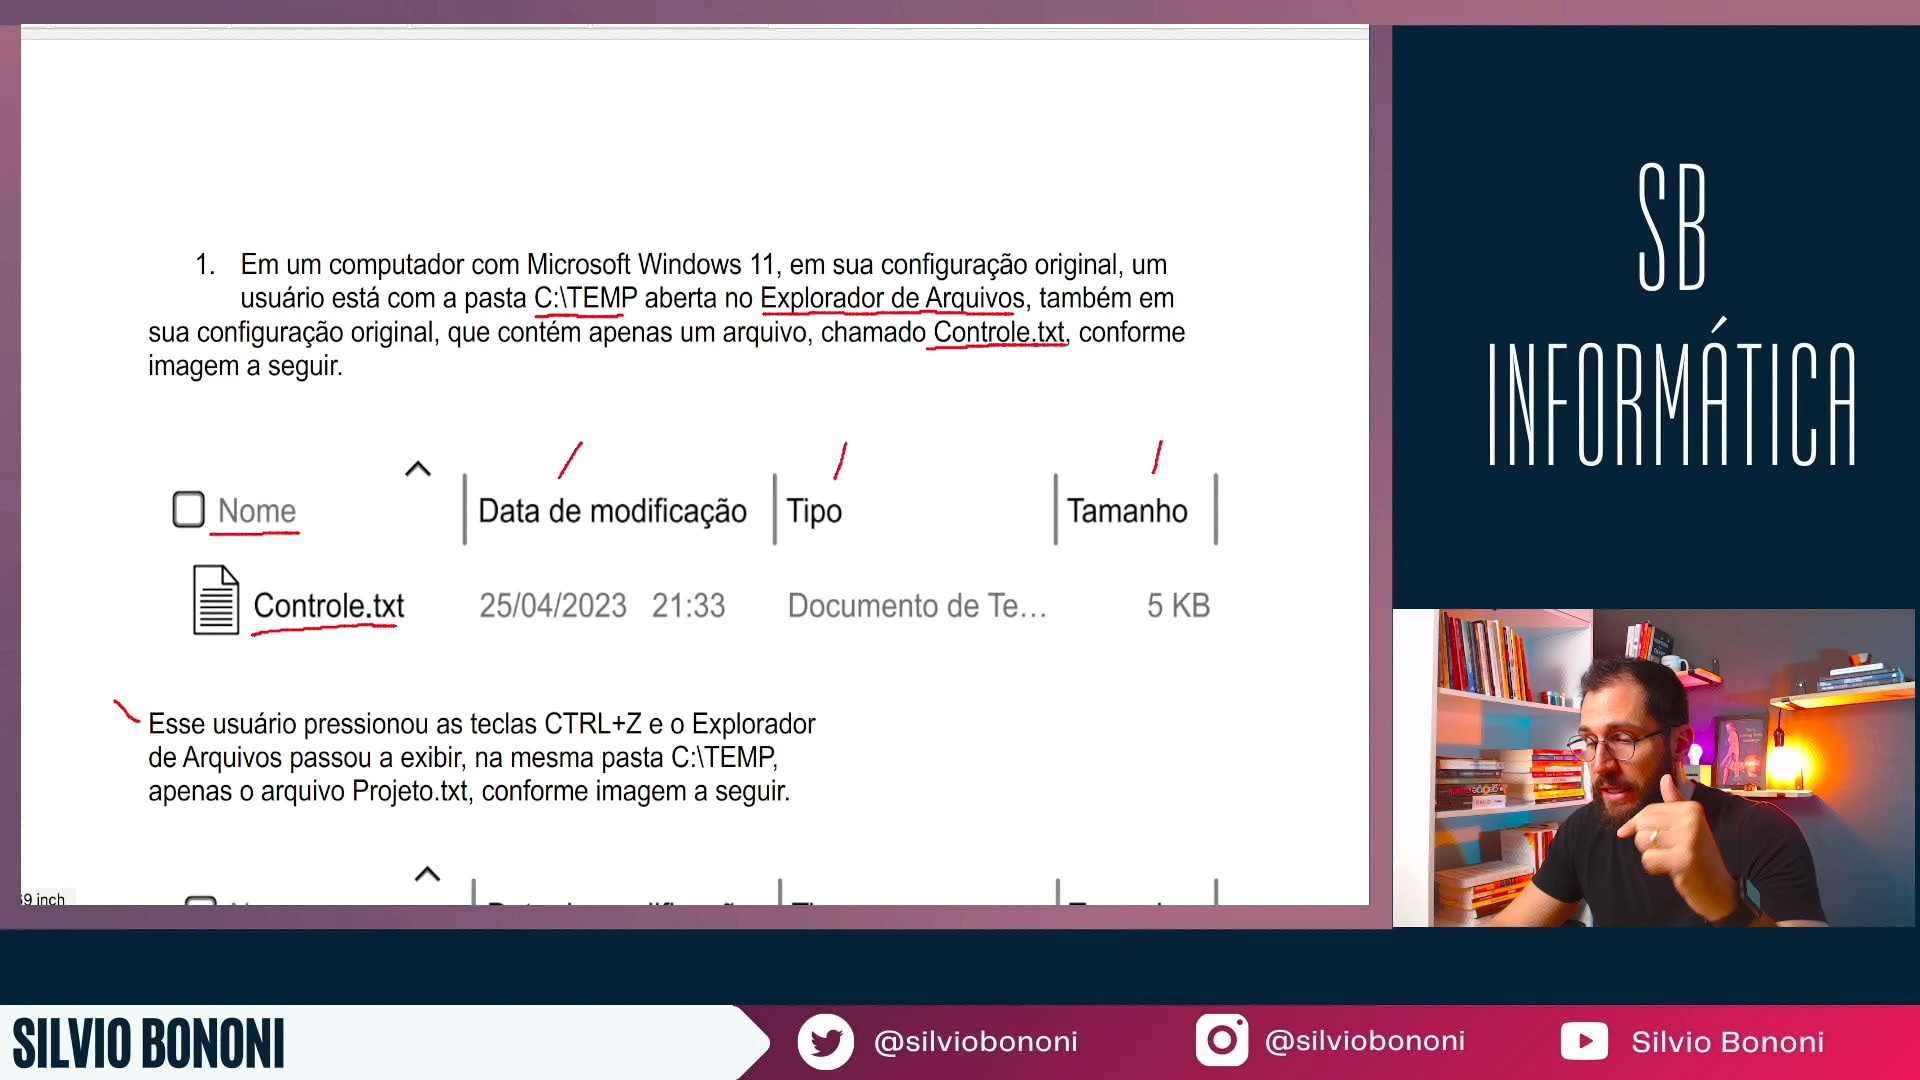 1. Em um computador com Microsoft Windows 11, em sua configuração original, um
usuário está com a pasta C:\TEMP aberta no Explorador de Arquivos, também em
sua configuração original, que contém apenas um arquivo, chamado Controle.txt, conforme
imagem a seguir.
Nome Data de modificação Tipo Tamanho
Controle.txt 25/04/2023 21:33 Documento de Te... 5 KB
Esse usuário pressionou as teclas CTRL+Z e o Explorador
de Arquivos passou a exibir, na mesma pasta C:\TEMP,
apenas o arquivo Projeto.txt, conforme imagem a seguir.
inch
SB
INFORMÁTICA
SILVIO BONONI
@silviobononi
@silviobononi
Silvio Bononi